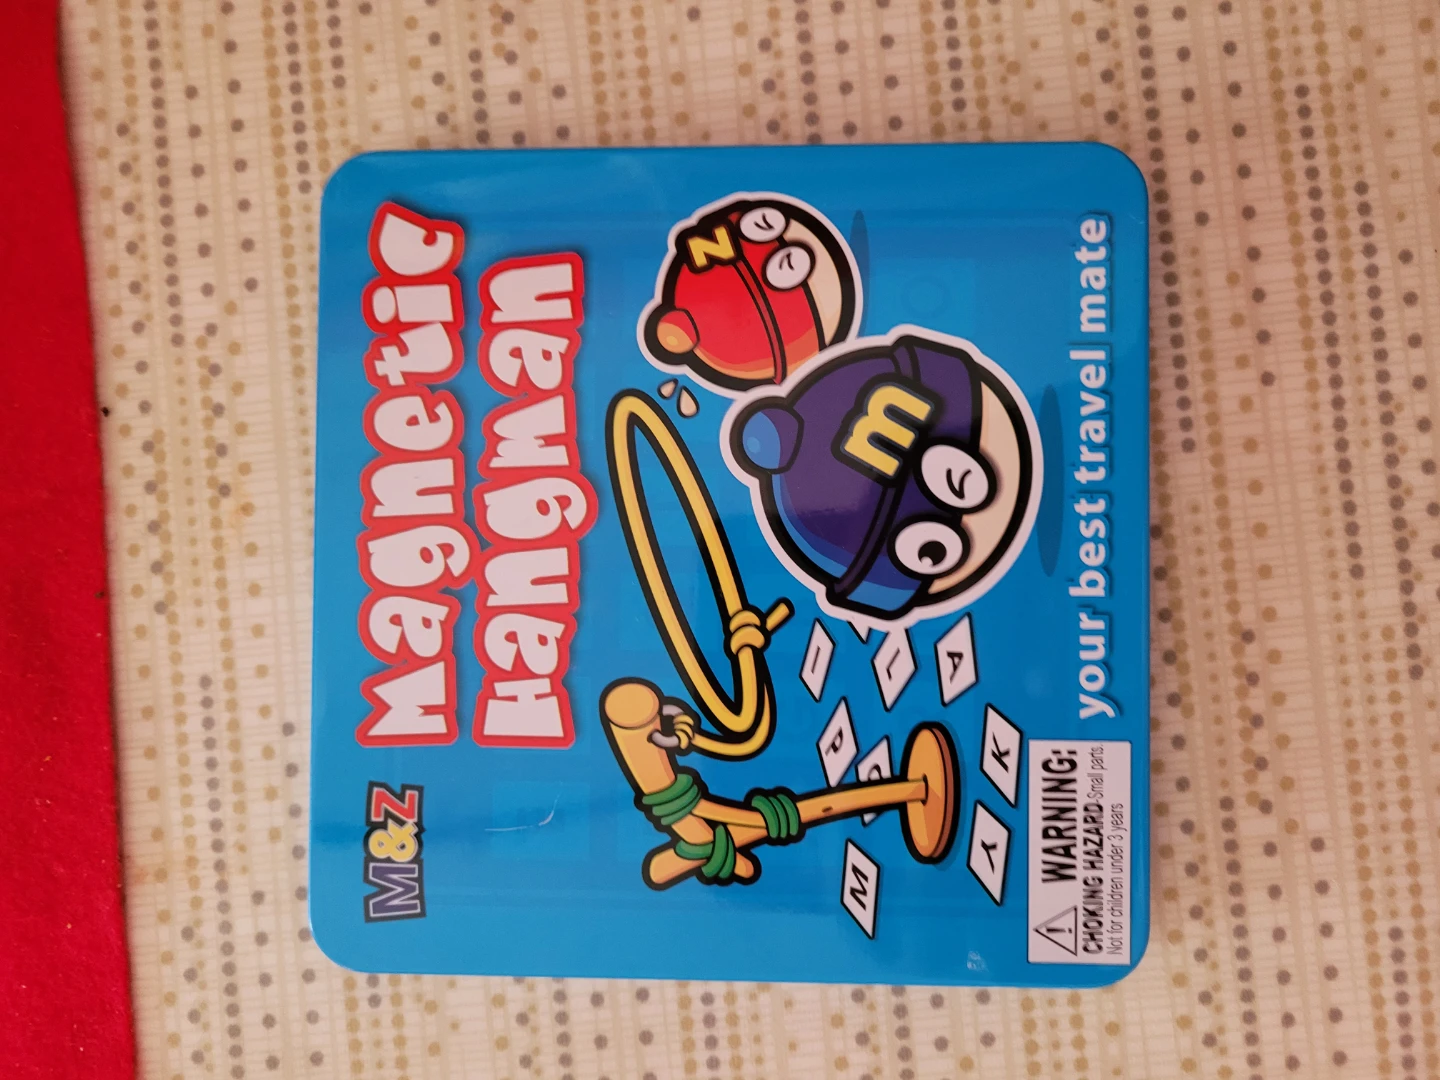 M&Z
Magnetic
Hangman
Z
m
I
L
A
P
K
M
Y
your best travel mate
WARNING:
CHOKING HAZARD-Small parts.
Not for children under 3 years